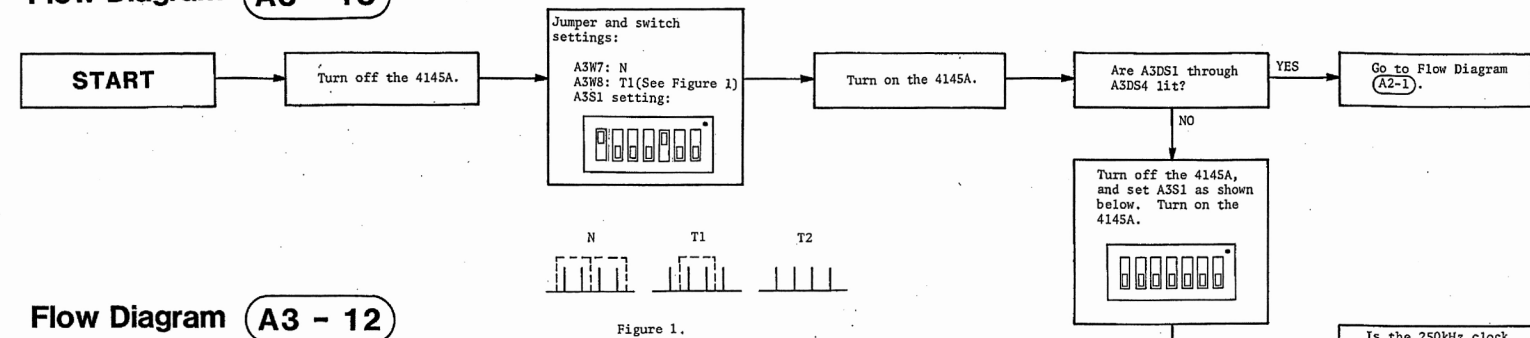 Flow Diagram
START
Turn off the 4145A.
Jumper and switch
settings:
A3W7: N
A3W8: T1(See Figure 1)
A3S1 setting:
Turn on the 4145A.
Are A3DS1 through
A3DS4 lit?
YES
Go to Flow Diagram
A2-1.
NO
Turn off the 4145A,
and set A3S1 as shown
below. Turn on the
4145A.
N T1 T2
Figure 1.
Flow Diagram A3 - 12
Is the 250kHz clock